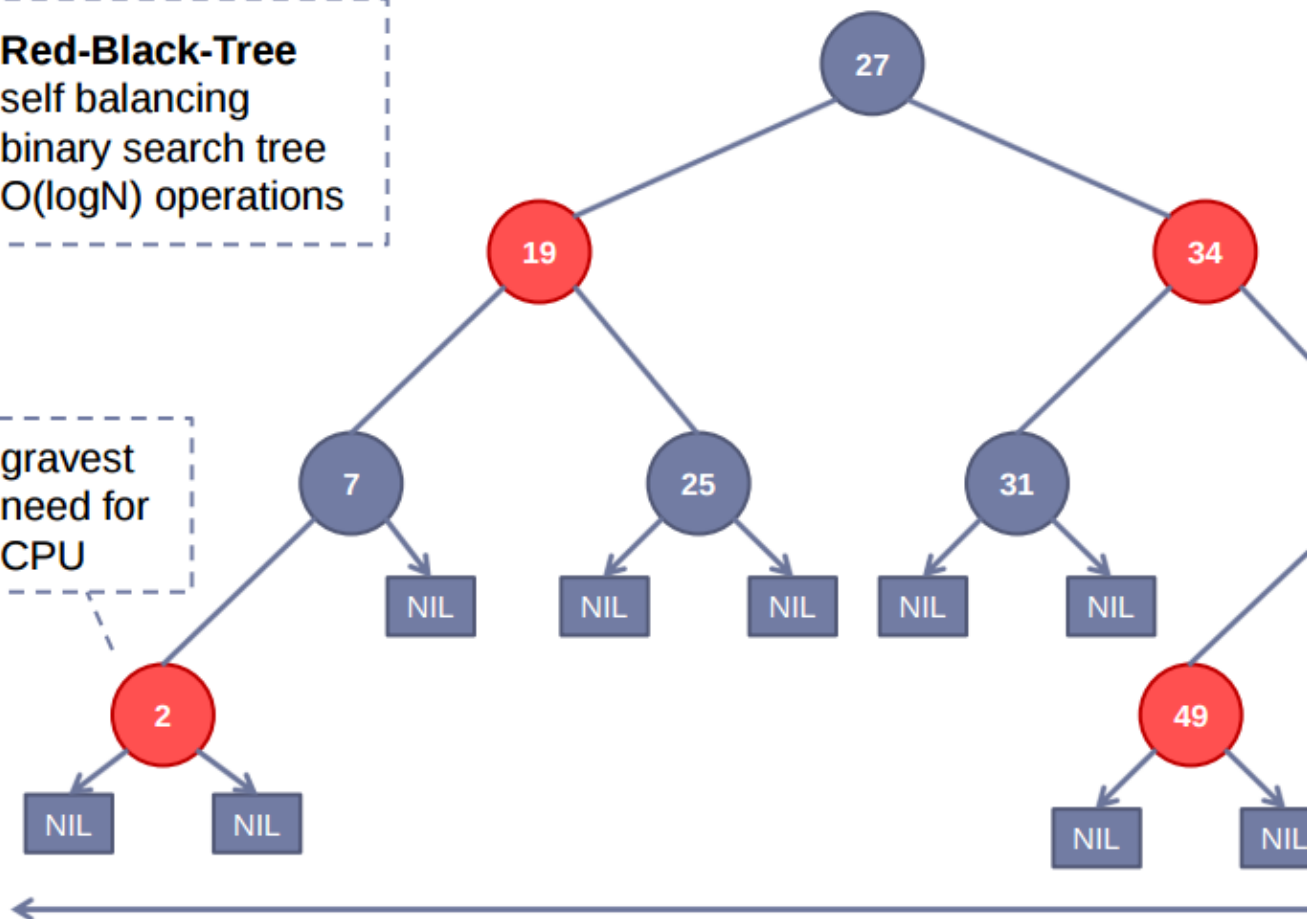 Red-Black-Tree
self balancing
binary search tree
O(logN) operations
27
19
34
gravest
need for
CPU
7
25
31
NIL
NIL
NIL
NIL
NIL
2
49
NIL
NIL
NIL
NIL